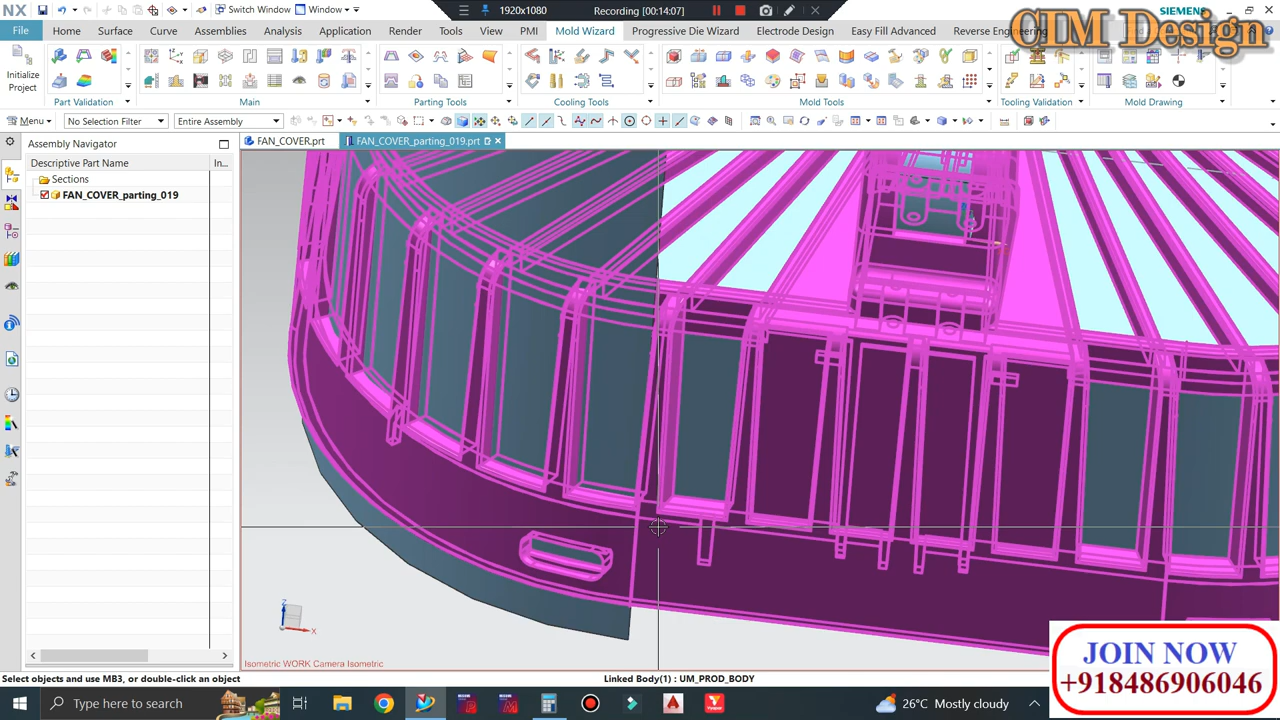 NX
Switch Window
Window
1920x1080
Recording [00:14:07]
SIEMENS
CIM Design
File
Home
Surface
Curve
Assemblies
Analysis
Application
Render
Tools
View
PMI
Mold Wizard
Progressive Die Wizard
Electrode Design
Easy Fill Advanced
Reverse Engineering
Initialize
Project
Part Validation
Main
Parting Tools
Cooling Tools
Mold Tools
Tooling Validation
Mold Drawing
Menu
No Selection Filter
Entire Assembly
Assembly Navigator
FAN_COVER.prt
FAN_COVER_parting_019.prt
Descriptive Part Name
In...
Sections
FAN_COVER_parting_019
Z
X
Isometric WORK Camera Isometric
Select objects and use MB3, or double-click an object
Linked Body(1) : UM_PROD_BODY
JOIN NOW
+918486906046
Type here to search
26°C Mostly cloudy